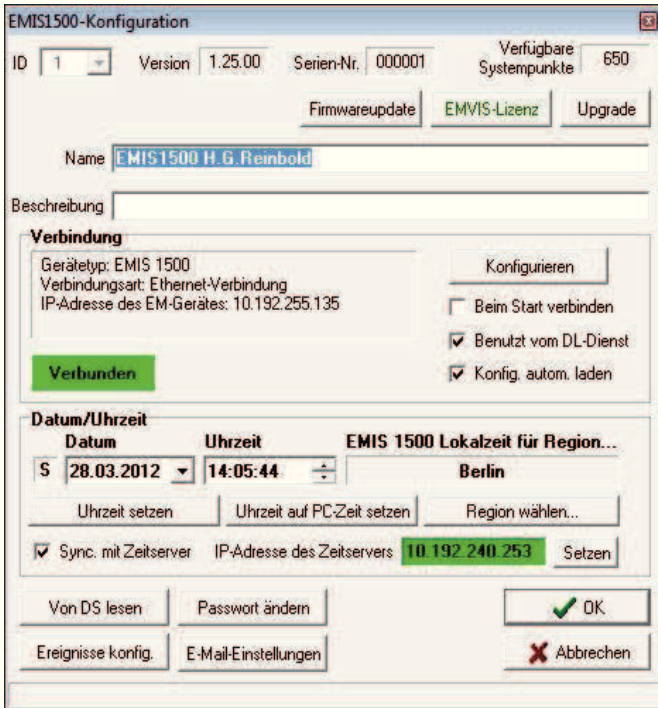 EMIS1500-Konfiguration
ID 1 Version 1.25.00 Serien-Nr. 000001 Verfügbare Systempunkte 650
Firmwareupdate EMVIS-Lizenz Upgrade
Name EMIS1500 H.G.Reinbold
Beschreibung
Verbindung
Gerätetyp: EMIS 1500
Verbindungsart: Ethernet-Verbindung
IP-Adresse des EM-Gerätes: 10.192.255.135
Konfigurieren
Beim Start verbinden
Benutzt vom DL-Dienst
Konfig. autom. laden
Verbunden
Datum/Uhrzeit
Datum Uhrzeit EMIS 1500 Lokalzeit für Region...
S 28.03.2012 14:05:44 Berlin
Uhrzeit setzen Uhrzeit auf PC-Zeit setzen Region wählen...
Sync. mit Zeitserver IP-Adresse des Zeitservers 10.192.240.253 Setzen
Von DS lesen Passwort ändern OK
Ereignisse konfig. E-Mail-Einstellungen Abbrechen